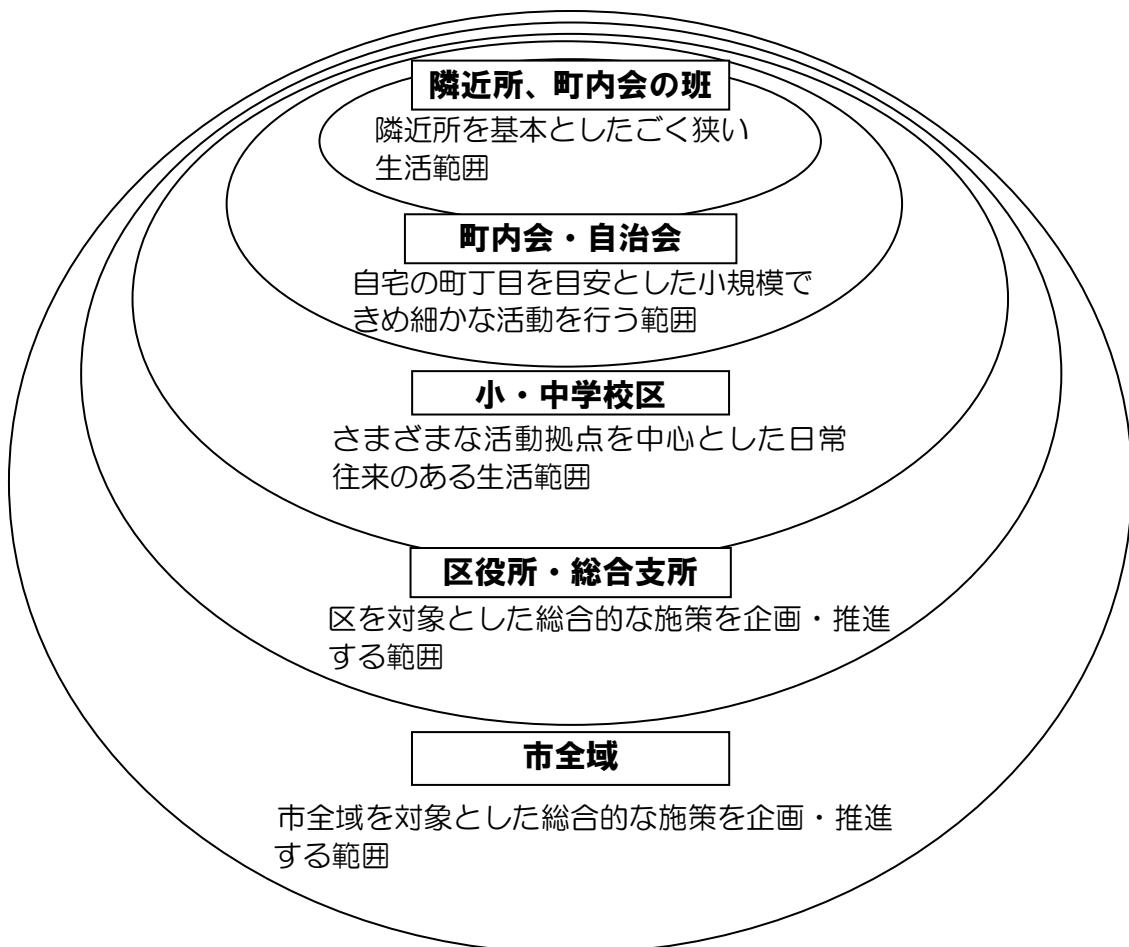 隣近所、町内会の班
隣近所を基本としたごく狭い
生活範囲
町内会・自治会
自宅の町丁目を目安とした小規模で
きめ細かな活動を行う範囲
小・中学校区
さまざまな活動拠点を中心とした日常
往来のある生活範囲
区役所・総合支所
区を対象とした総合的な施策を企画・推進
する範囲
市全域
市全域を対象とした総合的な施策を企画・推進
する範囲